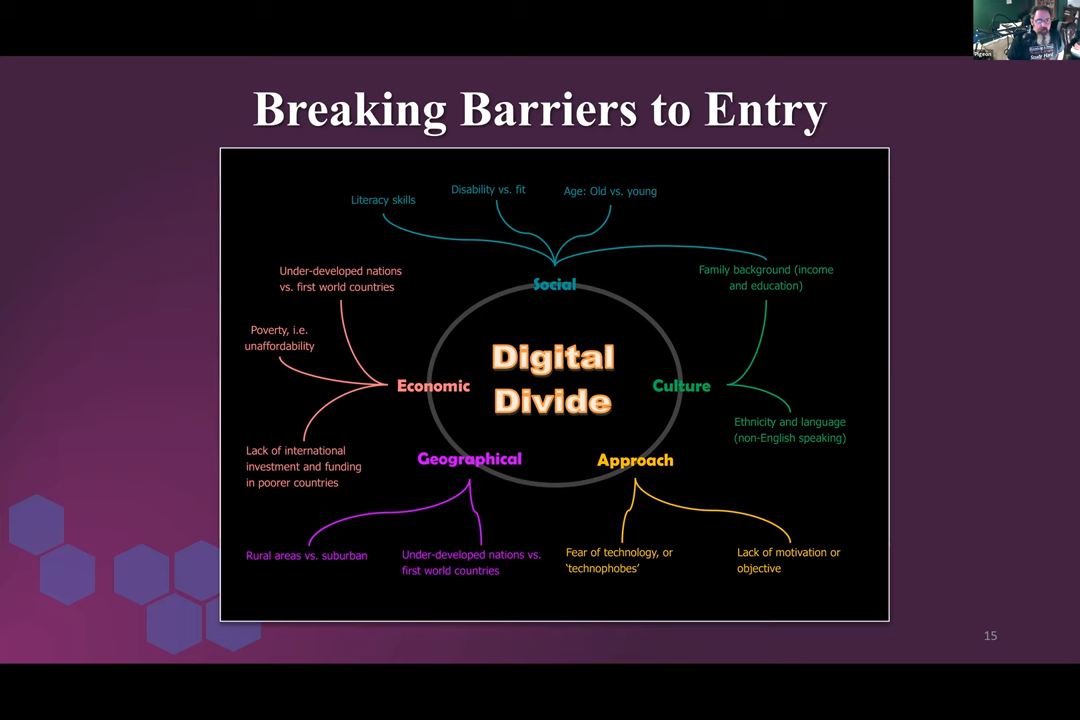 Pigeon
Breaking Barriers to Entry
Literacy skills
Disability vs. fit
Age: Old vs. young
Social
Under-developed nations
vs. first world countries
Family background (income
and education)
Poverty, i.e.
unaffordability
Digital
Divide
Economic
Culture
Ethnicity and language
(non-English speaking)
Lack of international
investment and funding
in poorer countries
Geographical
Approach
Rural areas vs. suburban
Under-developed nations vs.
first world countries
Fear of technology, or
‘technophobes’
Lack of motivation or
objective
15